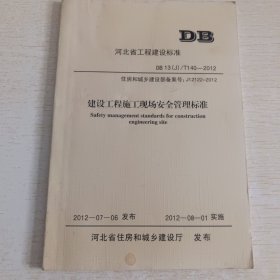 DB
河北省工程建设标准
DB 13(J)/T140-2012
住房和城乡建设部备案号:J12122-2012
建设工程施工现场安全管理标准
Safety management standards for construction
engineering site
2012-07-06 发布 2012-08-01 实施
河北省住房和城乡建设厅 发布